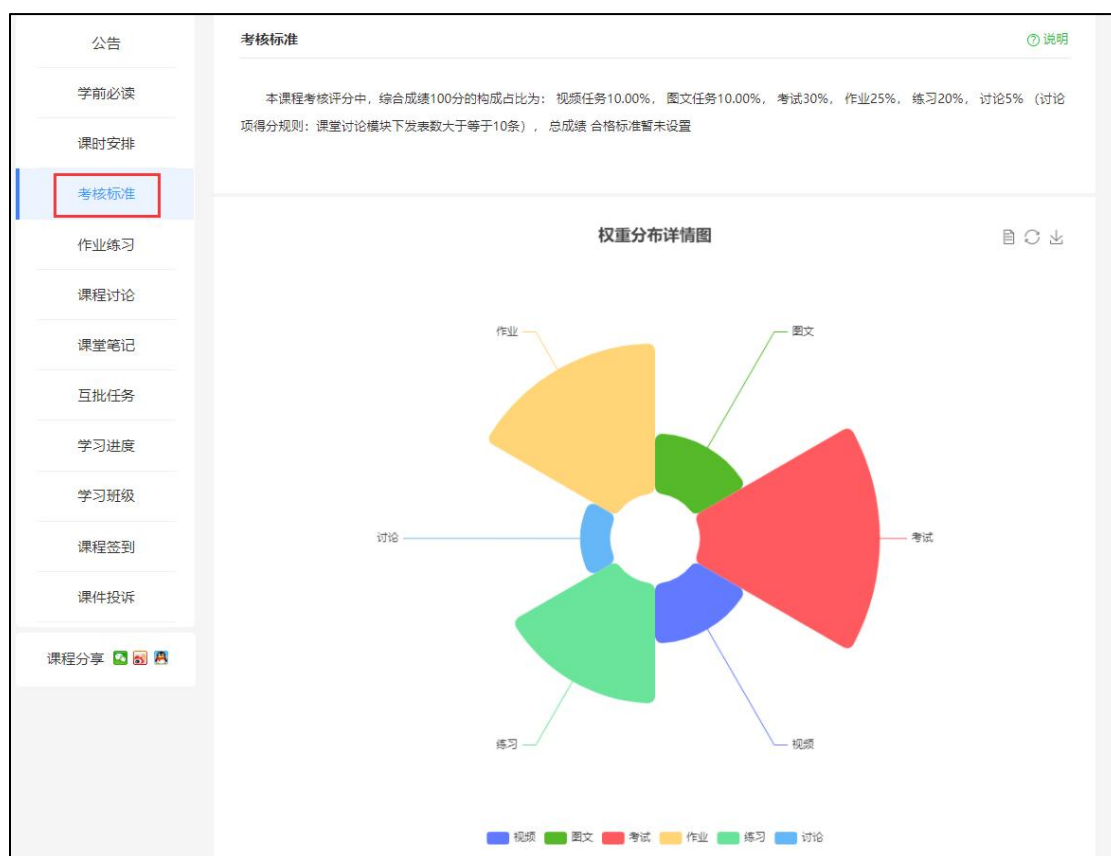 公告
学前必读
课时安排
考核标准
作业练习
课程讨论
课堂笔记
互批任务
学习进度
学习班级
课程签到
课件投诉
课程分享
考核标准
说明
本课程考核评分中，综合成绩100分的构成占比为： 视频任务10.00%， 图文任务10.00%， 考试30%， 作业25%， 练习20%， 讨论5% （讨论
项得分规则：课堂讨论模块下发表数大于等于10条）， 总成绩 合格标准暂未设置
权重分布详情图
作业
图文
讨论
考试
练习
视频
视频 图文 考试 作业 练习 讨论